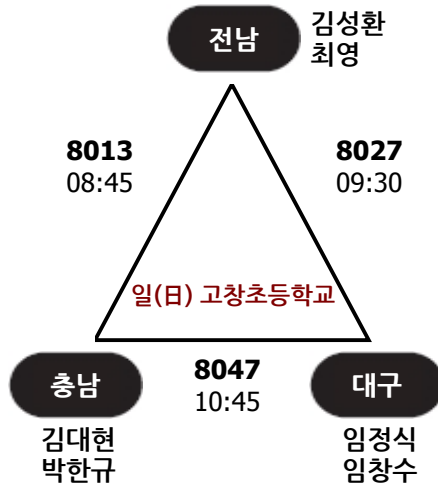 전남
김성환
최영
8013
08:45
8027
09:30
일(日) 고창초등학교
충남
8047
10:45
대구
김대현
박한규
임정식
임창수